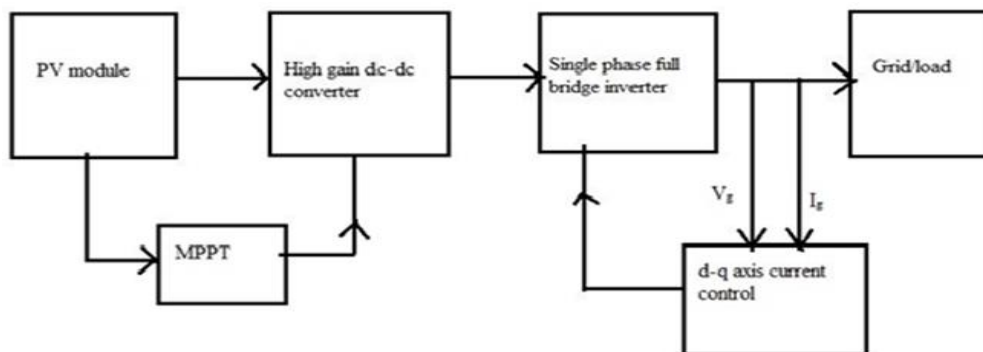 PV module
High gain dc-dc
converter
Single phase full
bridge inverter
Grid/load
MPPT
Vg
Ig
d-q axis current
control